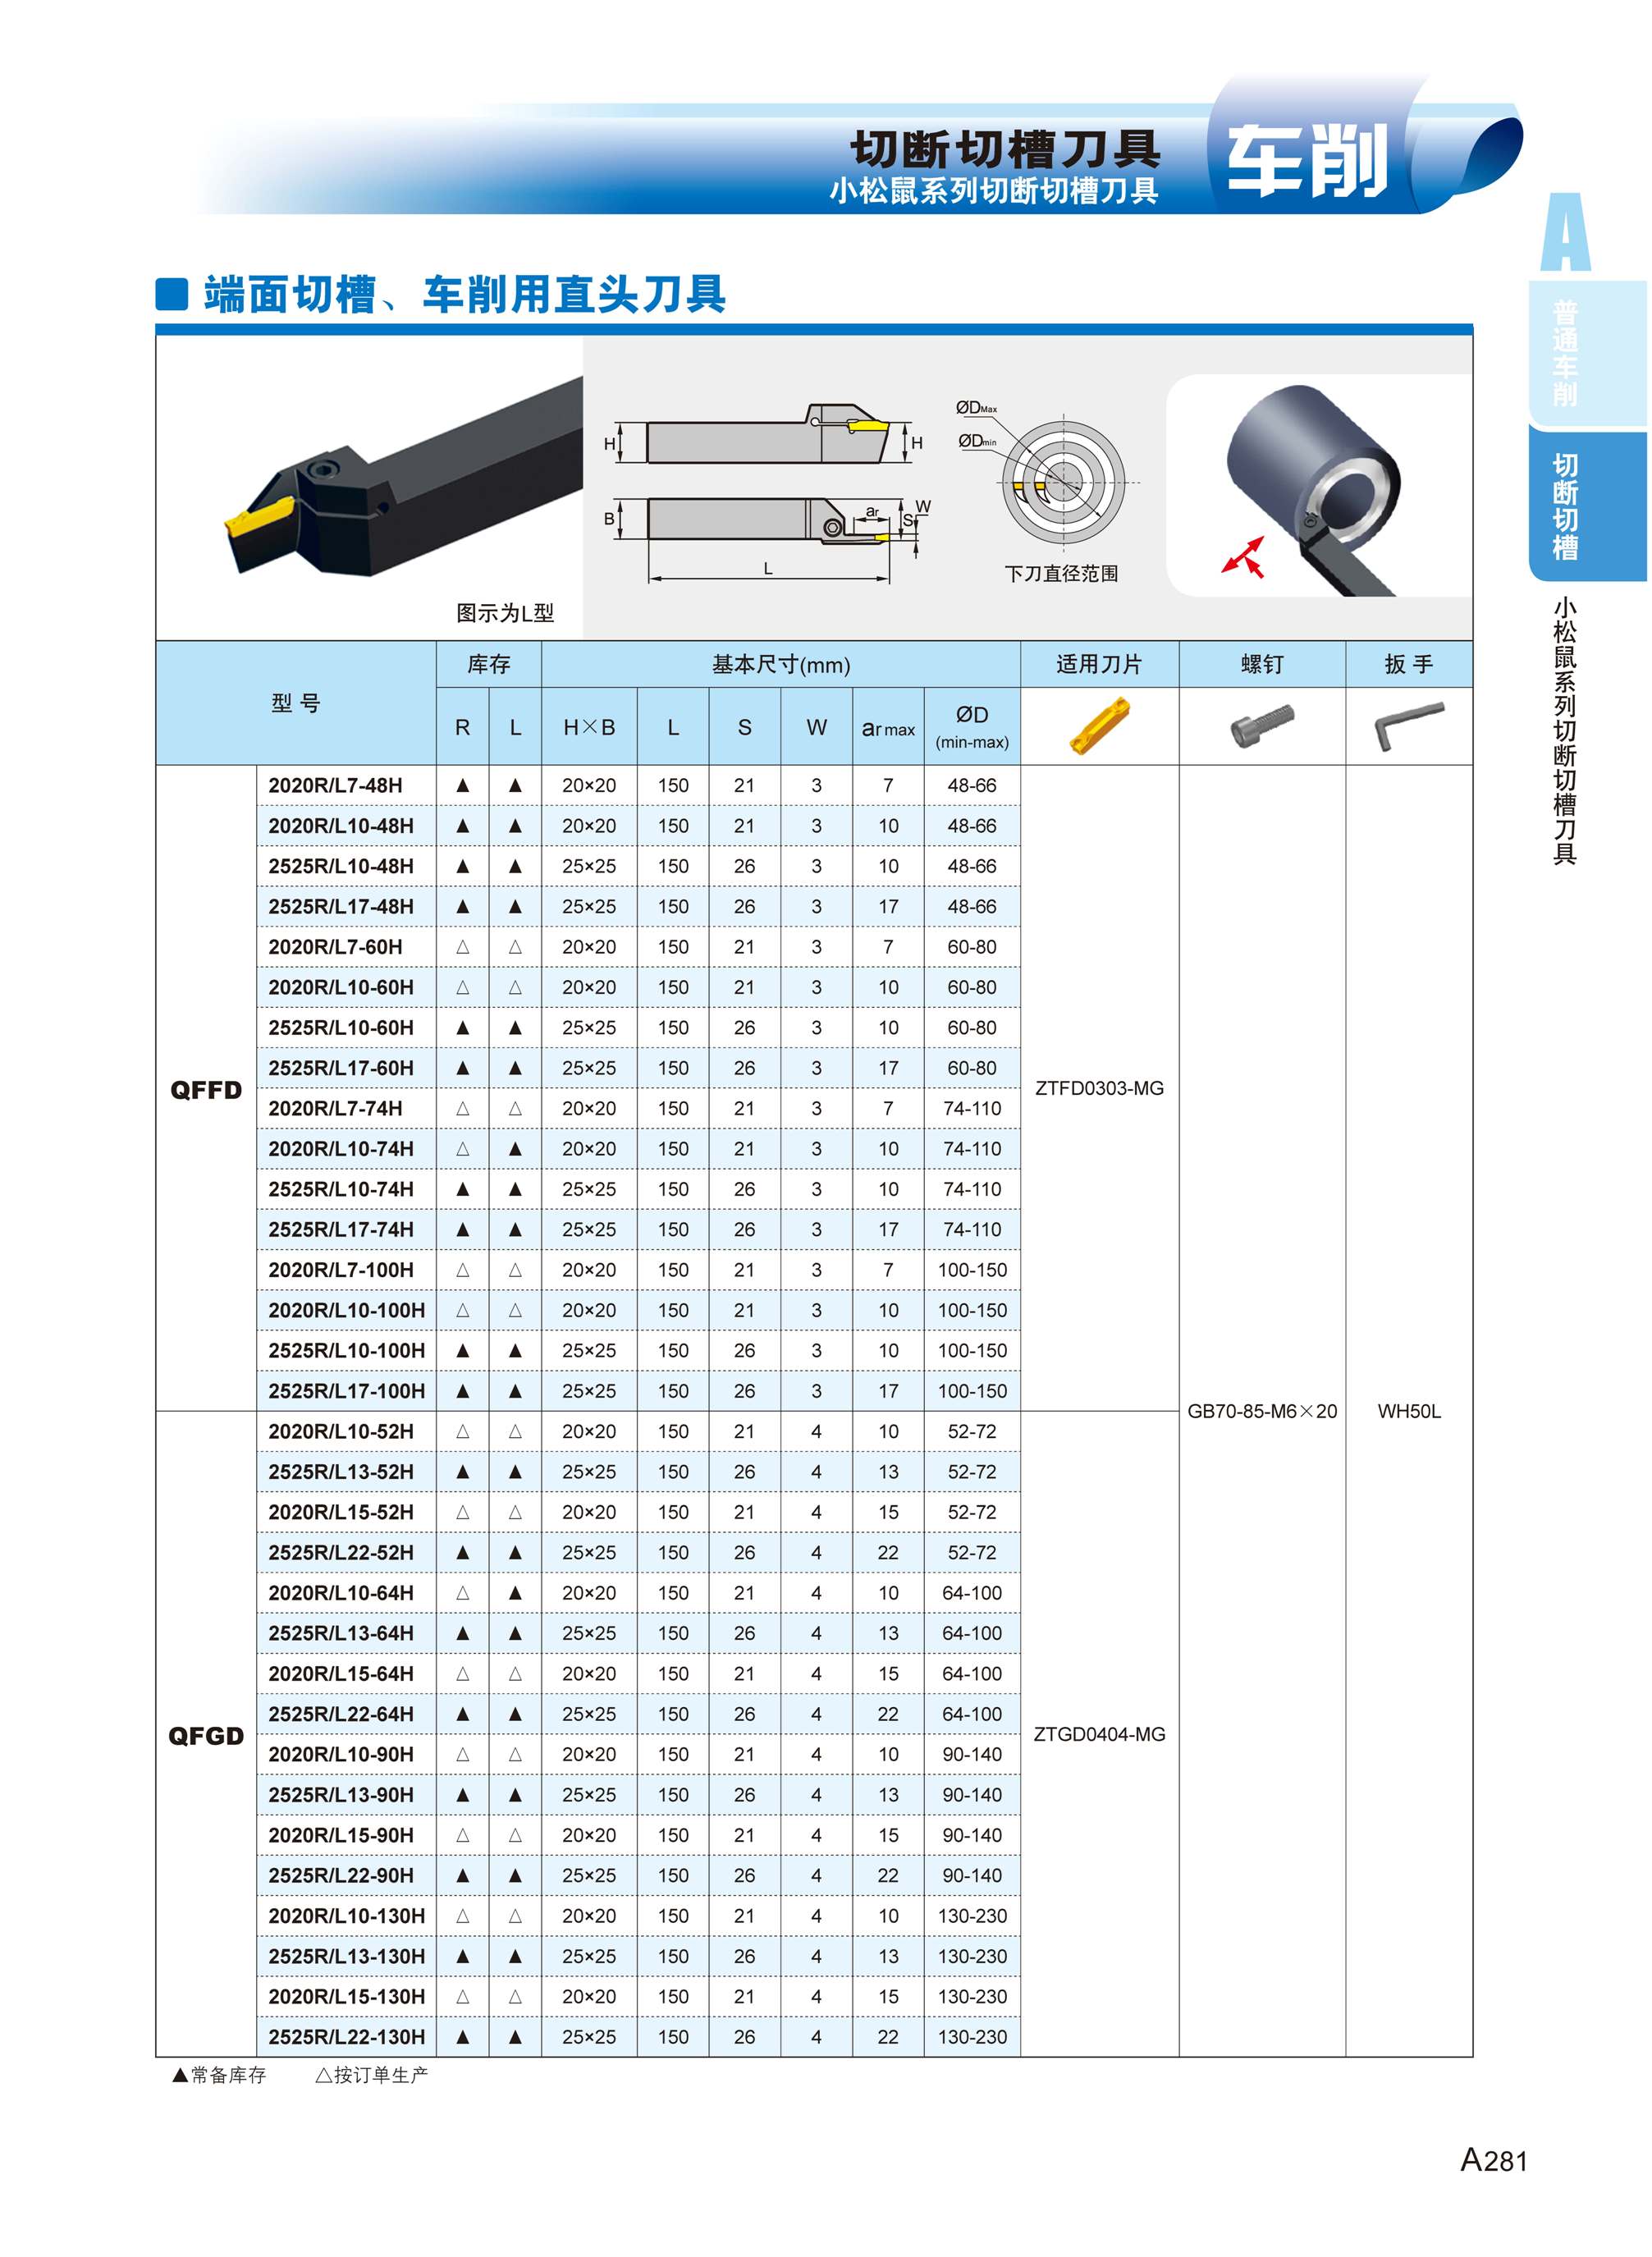 切断切槽刀具
小松鼠系列切断切槽刀具
车削
A
普通车削
切断切槽
小松鼠系列切断切槽刀具
端面切槽、车削用直头刀具
图示为L型
H
H
B
ar
S
W
L
ØDMax
ØDmin
下刀直径范围
型号 库存 基本尺寸(mm) 适用刀片 螺钉 扳手
R L H×B L S W ar max ØD (min-max)
QFFD
2020R/L7-48H ▲ ▲ 20×20 150 21 3 7 48-66
2020R/L10-48H ▲ ▲ 20×20 150 21 3 10 48-66
2525R/L10-48H ▲ ▲ 25×25 150 26 3 10 48-66
2525R/L17-48H ▲ ▲ 25×25 150 26 3 17 48-66
2020R/L7-60H △ △ 20×20 150 21 3 7 60-80
2020R/L10-60H △ △ 20×20 150 21 3 10 60-80
2525R/L10-60H ▲ ▲ 25×25 150 26 3 10 60-80
2525R/L17-60H ▲ ▲ 25×25 150 26 3 17 60-80
2020R/L7-74H △ △ 20×20 150 21 3 7 74-110
2020R/L10-74H △ ▲ 20×20 150 21 3 10 74-110
2525R/L10-74H ▲ ▲ 25×25 150 26 3 10 74-110
2525R/L17-74H ▲ ▲ 25×25 150 26 3 17 74-110
2020R/L7-100H △ △ 20×20 150 21 3 7 100-150
2020R/L10-100H △ △ 20×20 150 21 3 10 100-150
2525R/L10-100H ▲ ▲ 25×25 150 26 3 10 100-150
2525R/L17-100H ▲ ▲ 25×25 150 26 3 17 100-150
ZTFD0303-MG
QFGD
2020R/L10-52H △ △ 20×20 150 21 4 10 52-72
2525R/L13-52H ▲ ▲ 25×25 150 26 4 13 52-72
2020R/L15-52H △ △ 20×20 150 21 4 15 52-72
2525R/L22-52H ▲ ▲ 25×25 150 26 4 22 52-72
2020R/L10-64H △ ▲ 20×20 150 21 4 10 64-100
2525R/L13-64H ▲ ▲ 25×25 150 26 4 13 64-100
2020R/L15-64H △ △ 20×20 150 21 4 15 64-100
2525R/L22-64H ▲ ▲ 25×25 150 26 4 22 64-100
2020R/L10-90H △ △ 20×20 150 21 4 10 90-140
2525R/L13-90H ▲ ▲ 25×25 150 26 4 13 90-140
2020R/L15-90H △ △ 20×20 150 21 4 15 90-140
2525R/L22-90H ▲ ▲ 25×25 150 26 4 22 90-140
2020R/L10-130H △ △ 20×20 150 21 4 10 130-230
2525R/L13-130H ▲ ▲ 25×25 150 26 4 13 130-230
2020R/L15-130H △ △ 20×20 150 21 4 15 130-230
2525R/L22-130H ▲ ▲ 25×25 150 26 4 22 130-230
ZTGD0404-MG
GB70-85-M6×20
WH50L
▲常备库存 △按订单生产
A281